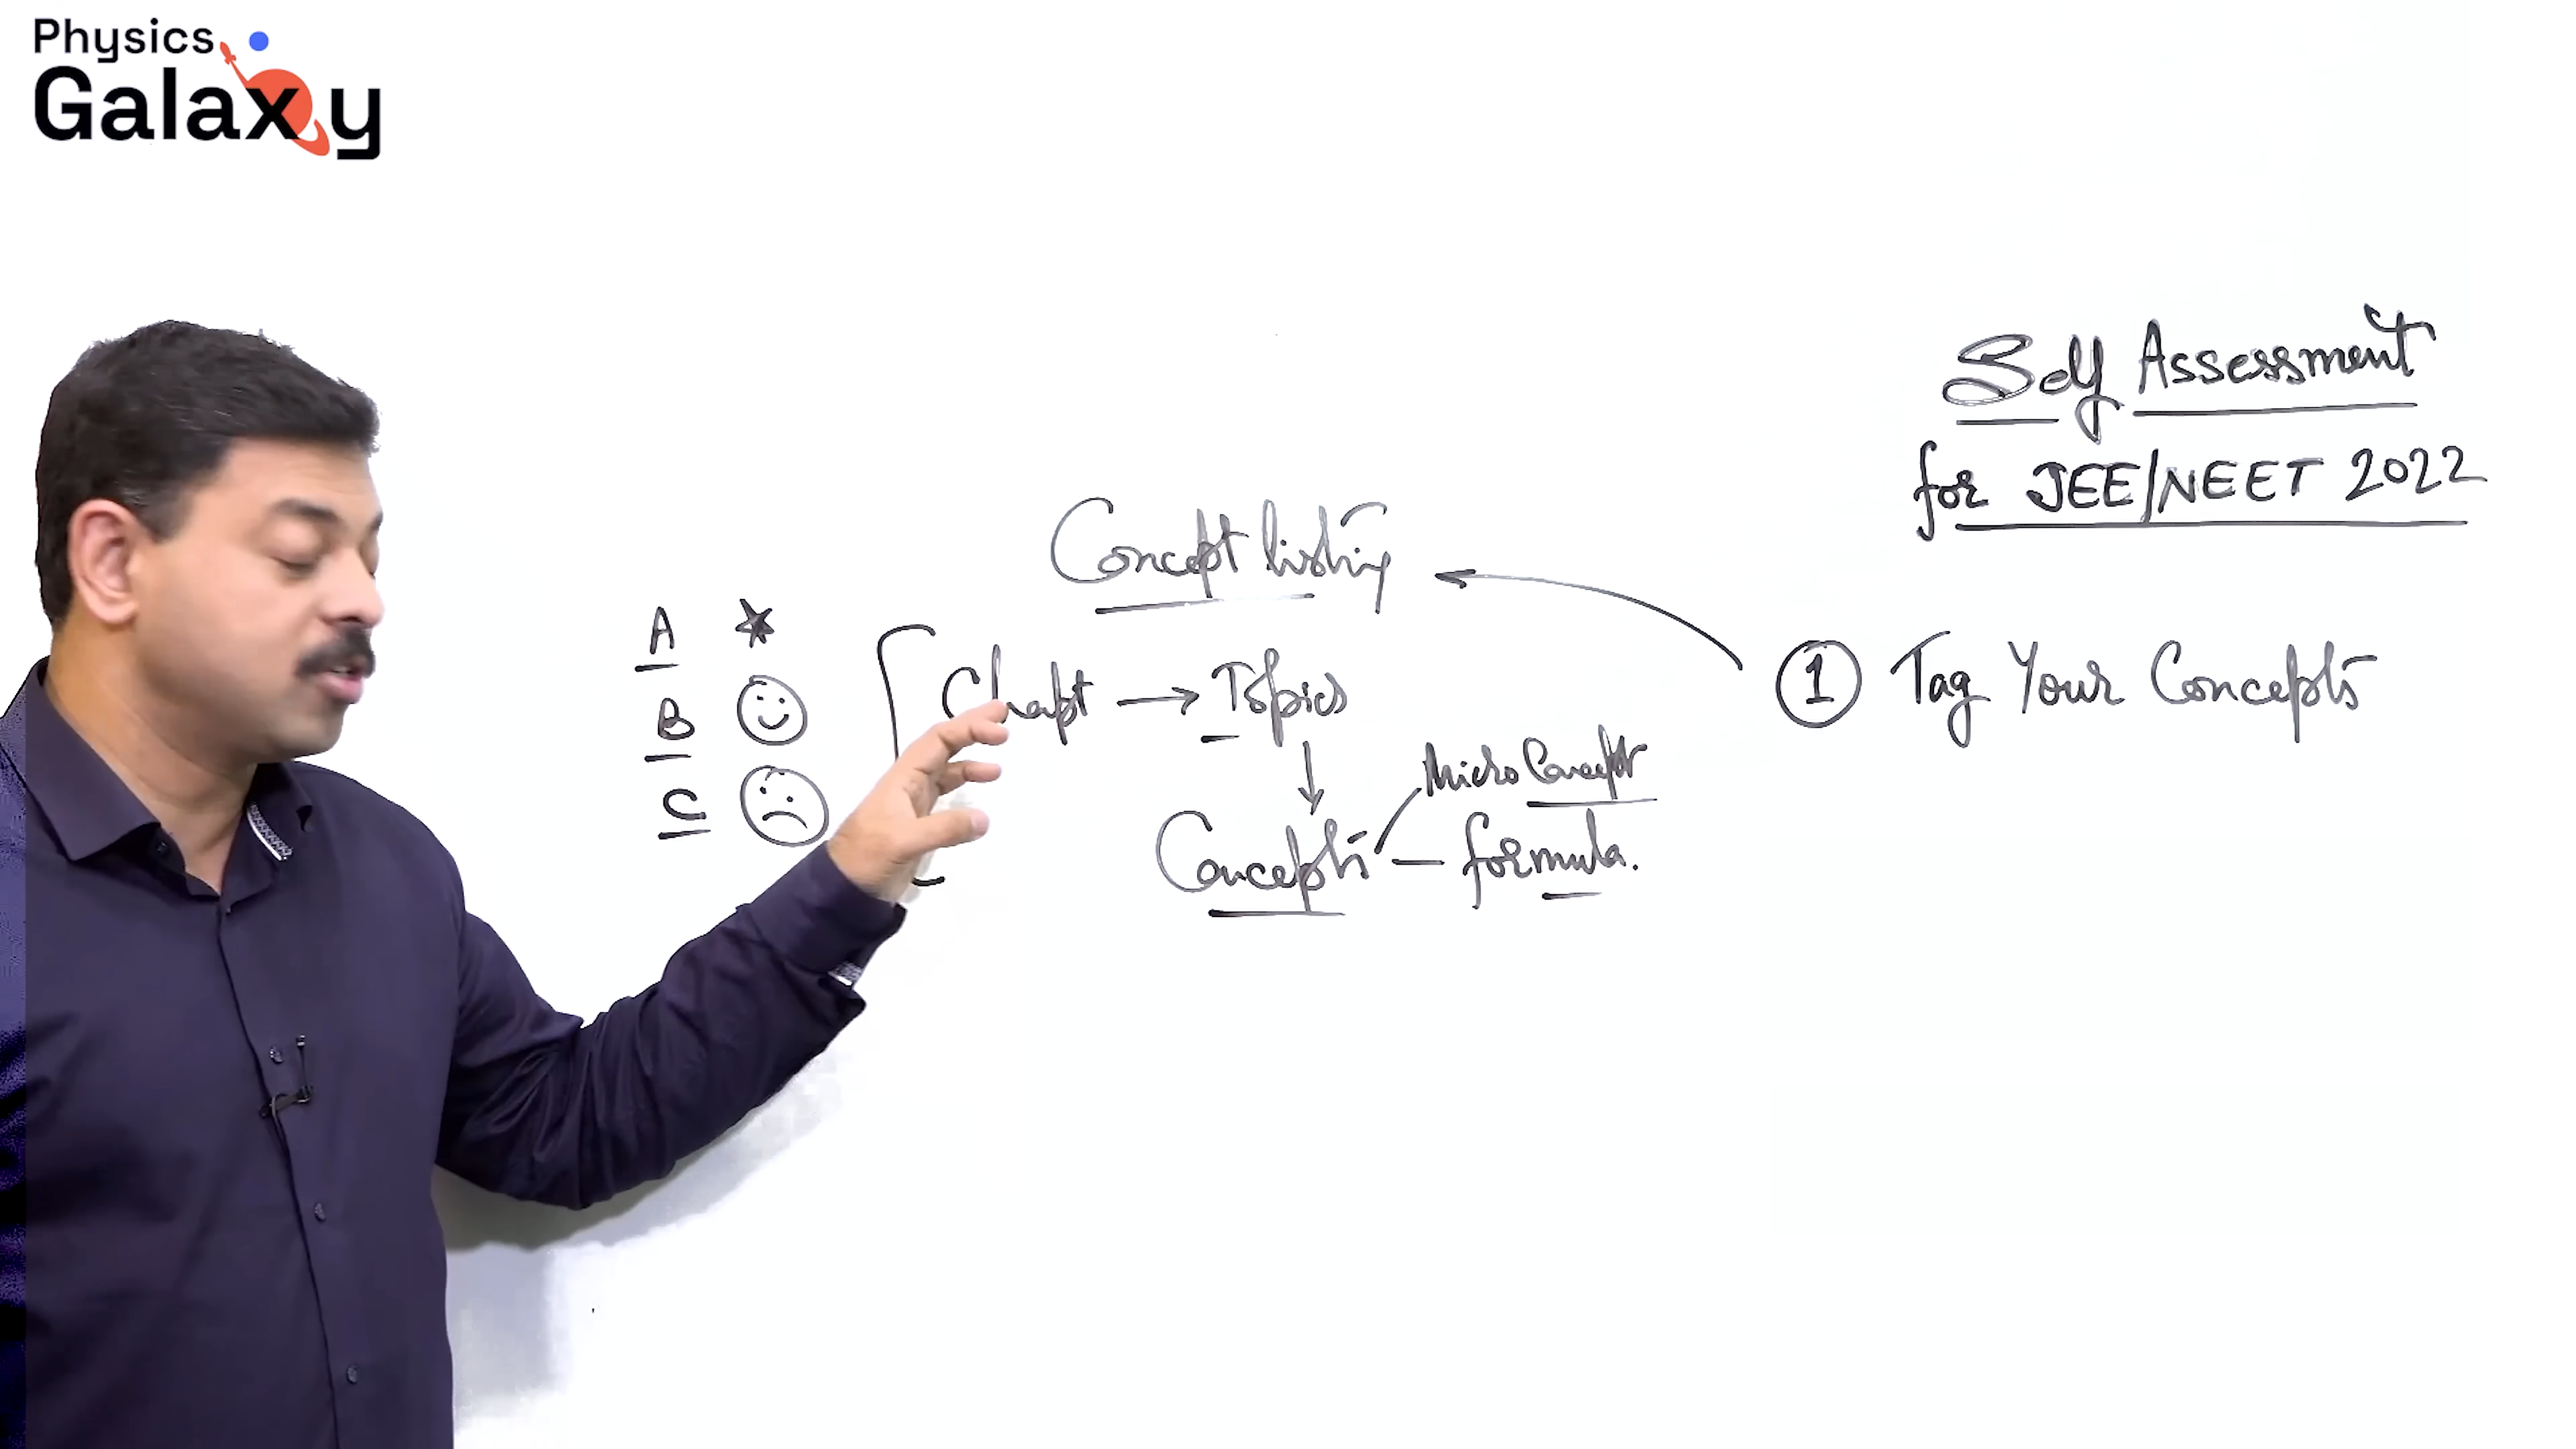 Physics
Galaxy
Self Assessment
for JEE/NEET 2022
Concept listing
1 Tag Your Concepts
A
B
C
Chapt → Topics
Micro Concept
Concepts — formula.